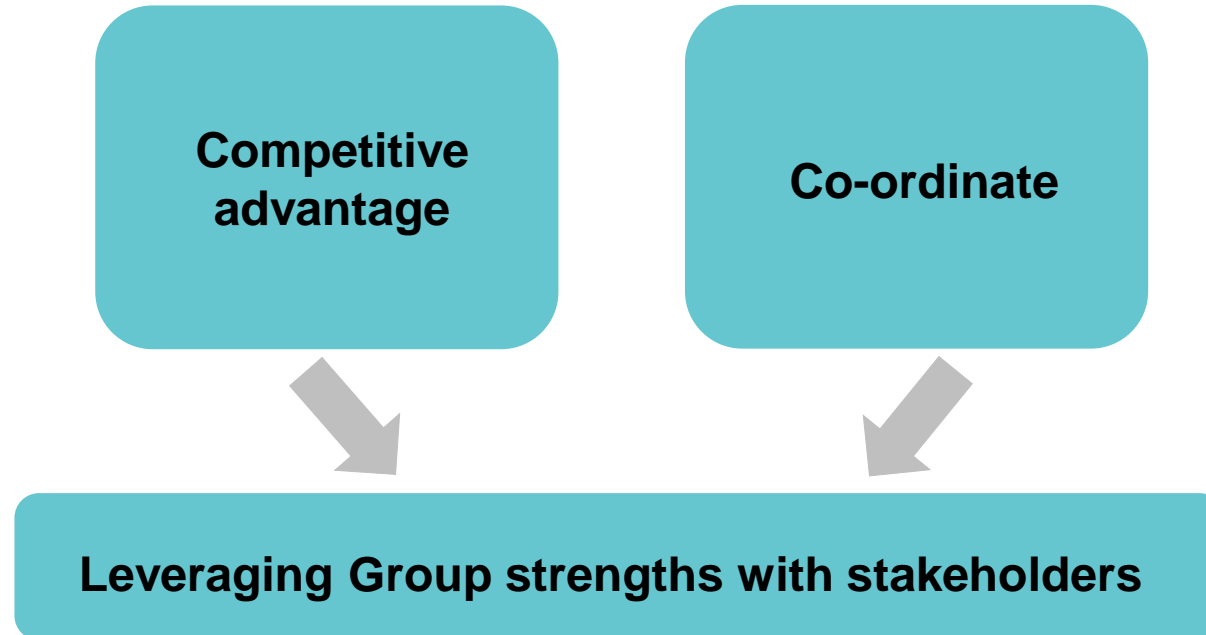 Competitive
advantage
Co-ordinate
Leveraging Group strengths with stakeholders